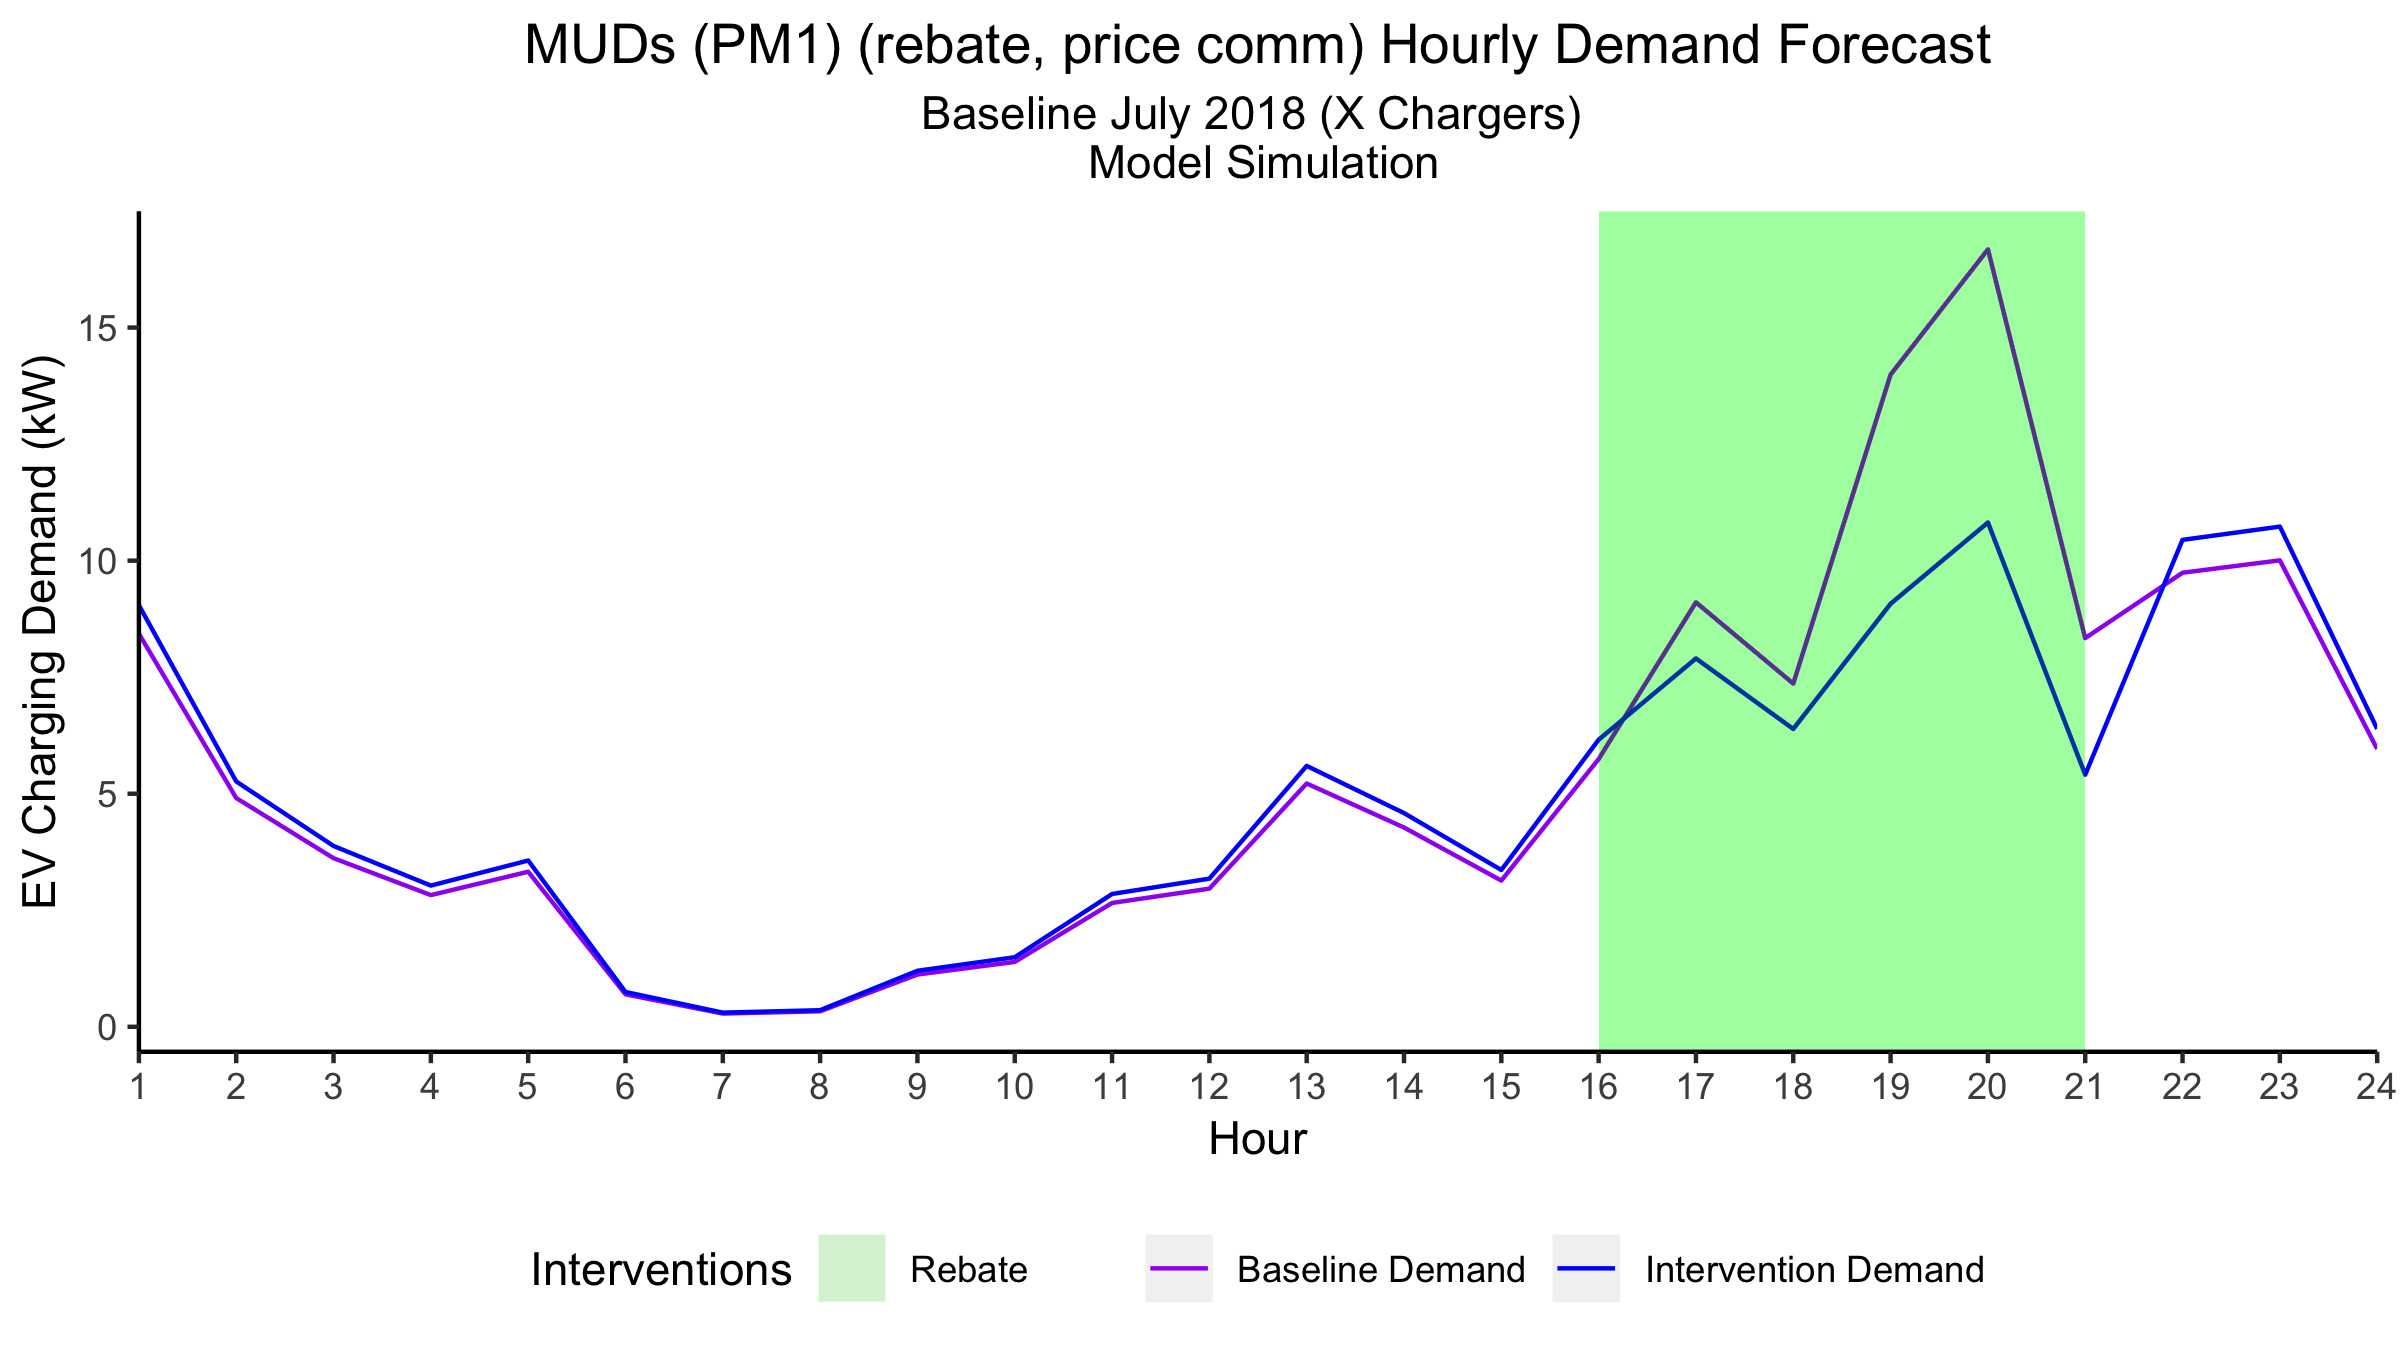 MUDs (PM1) (rebate, price comm) Hourly Demand Forecast
Baseline July 2018 (X Chargers)
Model Simulation
EV Charging Demand (kW)
15
10
5
0
1 2 3 4 5 6 7 8 9 10 11 12 13 14 15 16 17 18 19 20 21 22 23 24
Hour
Interventions Rebate Baseline Demand Intervention Demand